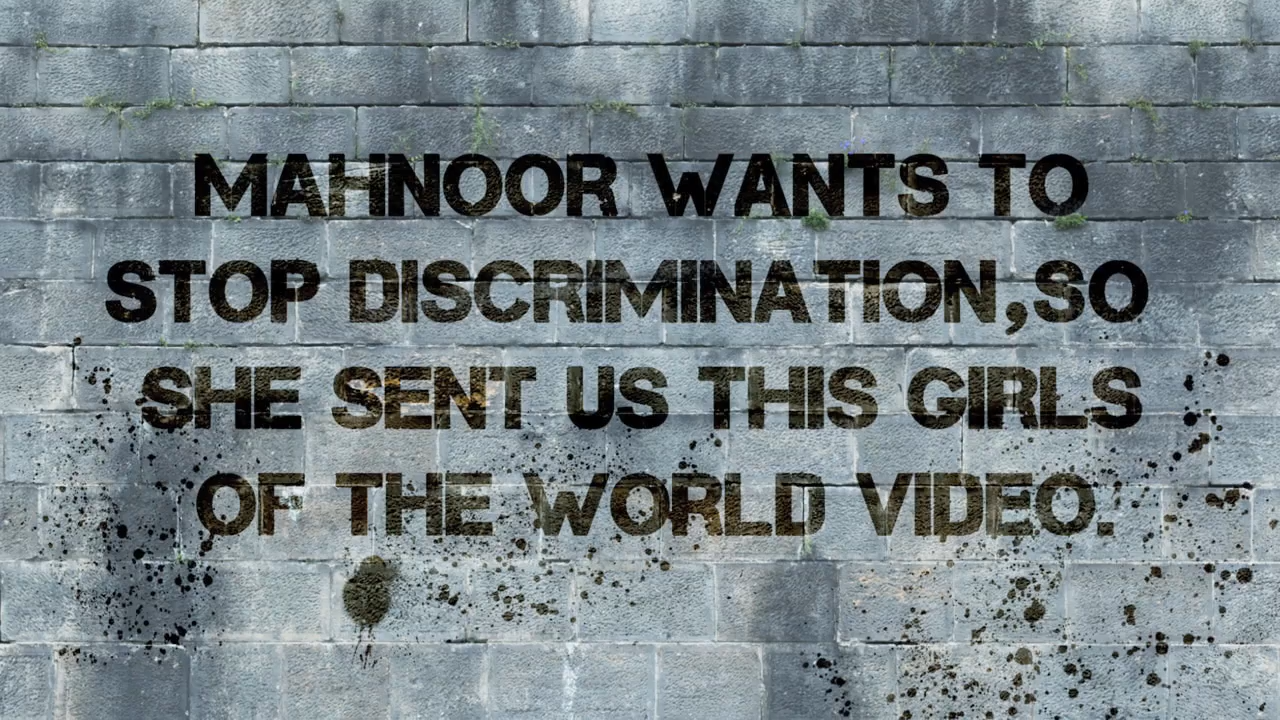 MAHNOOR WANTS TO
STOP DISCRIMINATION,SO
SHE SENT US THIS GIRLS
OF THE WORLD VIDEO.